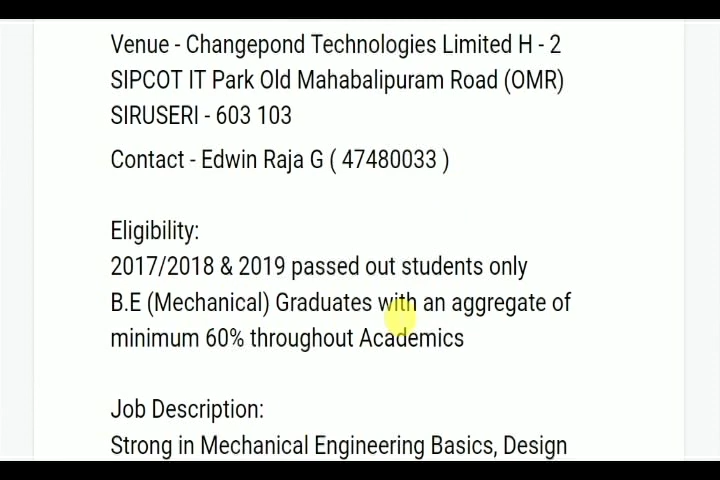 Venue - Changepond Technologies Limited H - 2
SIPCOT IT Park Old Mahabalipuram Road (OMR)
SIRUSERI - 603 103
Contact - Edwin Raja G ( 47480033 )
Eligibility:
2017/2018 & 2019 passed out students only
B.E (Mechanical) Graduates with an aggregate of
minimum 60% throughout Academics
Job Description:
Strong in Mechanical Engineering Basics, Design